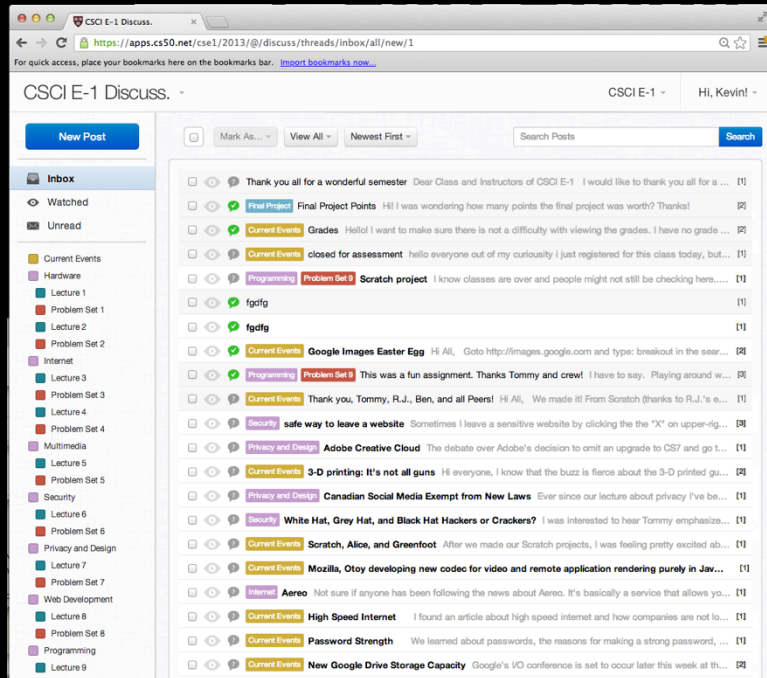 CSCI E-1 Discuss.
https://apps.cs50.net/cse1/2013/@/discuss/threads/inbox/all/new/1
For quick access, place your bookmarks here on the bookmarks bar. Import bookmarks now...
CSCI E-1 Discuss.
CSCI E-1
Hi, Kevin!
New Post
Mark As...
View All
Newest First
Search Posts
Search
Inbox
Watched
Unread
Current Events
Hardware
Lecture 1
Problem Set 1
Lecture 2
Problem Set 2
Internet
Lecture 3
Problem Set 3
Lecture 4
Problem Set 4
Multimedia
Lecture 5
Problem Set 5
Security
Lecture 6
Problem Set 6
Privacy and Design
Lecture 7
Problem Set 7
Web Development
Lecture 8
Problem Set 8
Programming
Lecture 9
Thank you all for a wonderful semester Dear Class and Instructors of CSCI E-1 I would like to thank you all for a ... [1]
Final Project Final Project Points Hi! I was wondering how many points the final project was worth? Thanks! [2]
Current Events Grades Hello! I want to make sure there is not a difficulty with viewing the grades. I have no grade ... [2]
Current Events closed for assessment hello everyone out of my curiousity i just registered for this class today, but... [1]
Programming Problem Set 9 Scratch project I know classes are over and people might not still be checking here.... [1]
fgdfg [1]
fgdfg [1]
Current Events Google Images Easter Egg Hi All, Goto http://images.google.com and type: breakout in the sear... [2]
Programming Problem Set 9 This was a fun assignment. Thanks Tommy and crew! I have to say. Playing around w... [3]
Current Events Thank you, Tommy, R.J., Ben, and all Peers! Hi All, We made it! From Scratch (thanks to R.J.'s e... [1]
Security safe way to leave a website Sometimes I leave a sensitive website by clicking the the "X" on upper-rig... [3]
Privacy and Design Adobe Creative Cloud The debate over Adobe's decision to omit an upgrade to CS7 and go t... [1]
Current Events 3-D printing: It's not all guns Hi everyone, I know that the buzz is fierce about the 3-D printed gu... [2]
Privacy and Design Canadian Social Media Exempt from New Laws Ever since our lecture about privacy I've be... [1]
Security White Hat, Grey Hat, and Black Hat Hackers or Crackers? I was interested to hear Tommy emphasize... [1]
Current Events Scratch, Alice, and Greenfoot After we made our Scratch projects, I was feeling pretty excited ab... [1]
Current Events Mozilla, Otoy developing new codec for video and remote application rendering purely in Jav... [1]
Internet Aereo Not sure if anyone has been following the news about Aereo. It's basically a service that allows yo... [1]
Current Events High Speed Internet I found an article about high speed internet and how companies are not lo... [1]
Current Events Password Strength We learned about passwords, the reasons for making a strong password, ... [1]
Current Events New Google Drive Storage Capacity Google's I/O conference is set to occur later this week at th... [2]